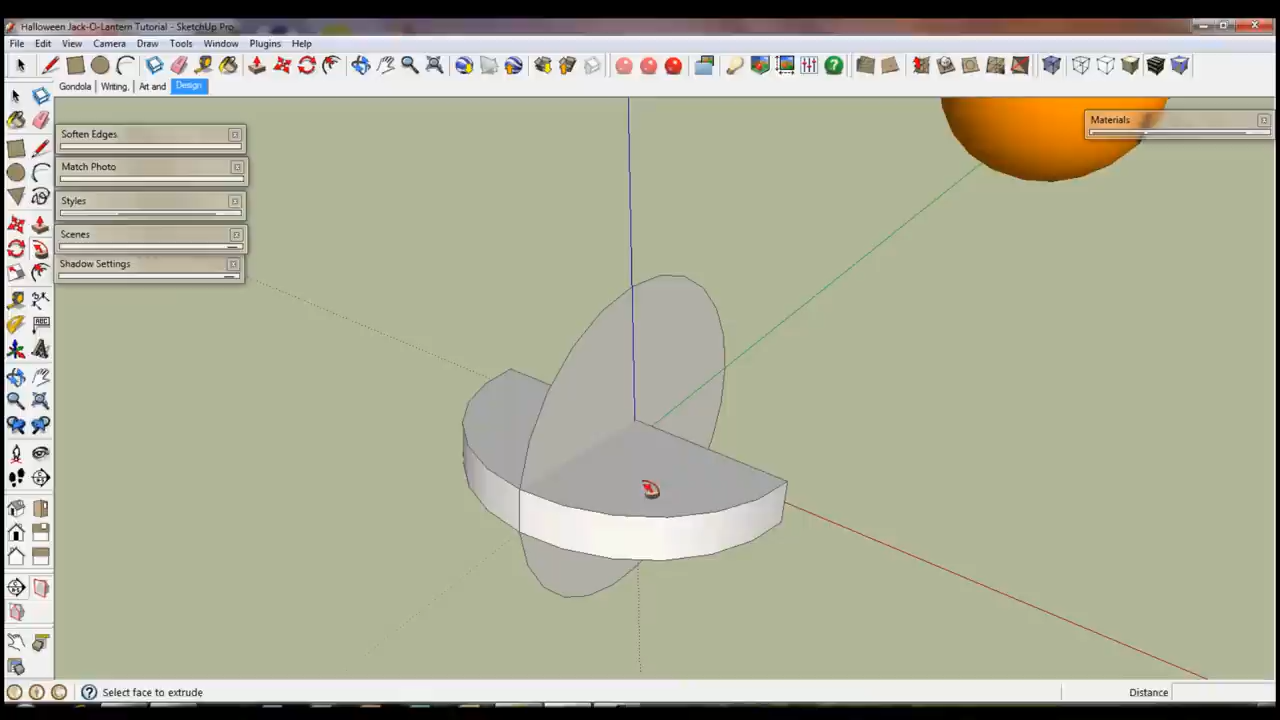 Halloween Jack-O-Lantern Tutorial - SketchUp Pro
File Edit View Camera Draw Tools Window Plugins Help
Gondola Writing, Art and Design
Soften Edges
Match Photo
Styles
Scenes
Shadow Settings
Materials
ABC
Select face to extrude
Distance